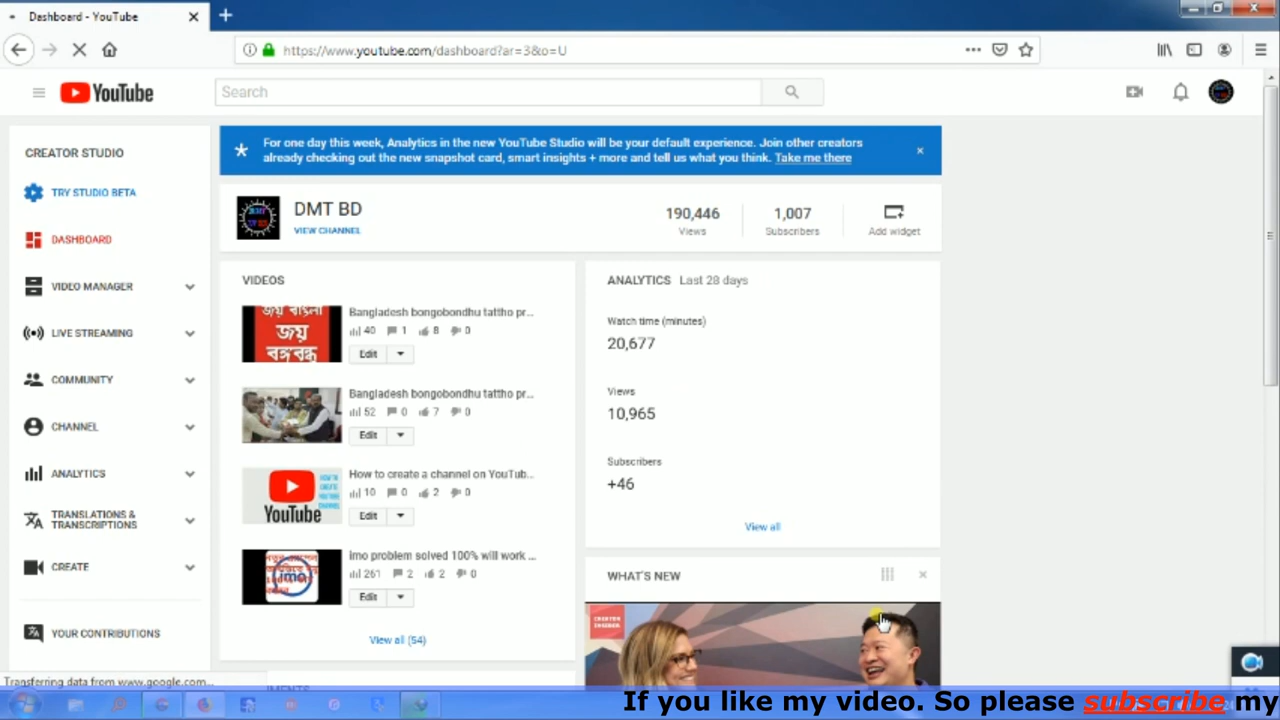 Dashboard - YouTube
https://www.youtube.com/dashboard?ar=3&o=U
YouTube
Search
CREATOR STUDIO
TRY STUDIO BETA
DASHBOARD
VIDEO MANAGER
LIVE STREAMING
COMMUNITY
CHANNEL
ANALYTICS
TRANSLATIONS &
TRANSCRIPTIONS
CREATE
YOUR CONTRIBUTIONS
For one day this week, Analytics in the new YouTube Studio will be your default experience. Join other creators
already checking out the new snapshot card, smart insights + more and tell us what you think. Take me there
DMT BD
VIEW CHANNEL
190,446
Views
1,007
Subscribers
Add widget
VIDEOS
জয় বাংলা
জয়
বঙ্গবন্ধু
Bangladesh bongobondhu tattho pr...
40 1 8 0
Edit
Bangladesh bongobondhu tattho pr...
52 0 7 0
Edit
YouTube
How to create a channel on YouTub...
10 0 2 0
Edit
imo
imo problem solved 100% will work ...
261 2 2 0
Edit
View all (54)
ANALYTICS Last 28 days
Watch time (minutes)
20,677
Views
10,965
Subscribers
+46
View all
WHAT'S NEW
CREATOR
INSIDER
Transferring data from www.google.com...
If you like my video. So please subscribe my